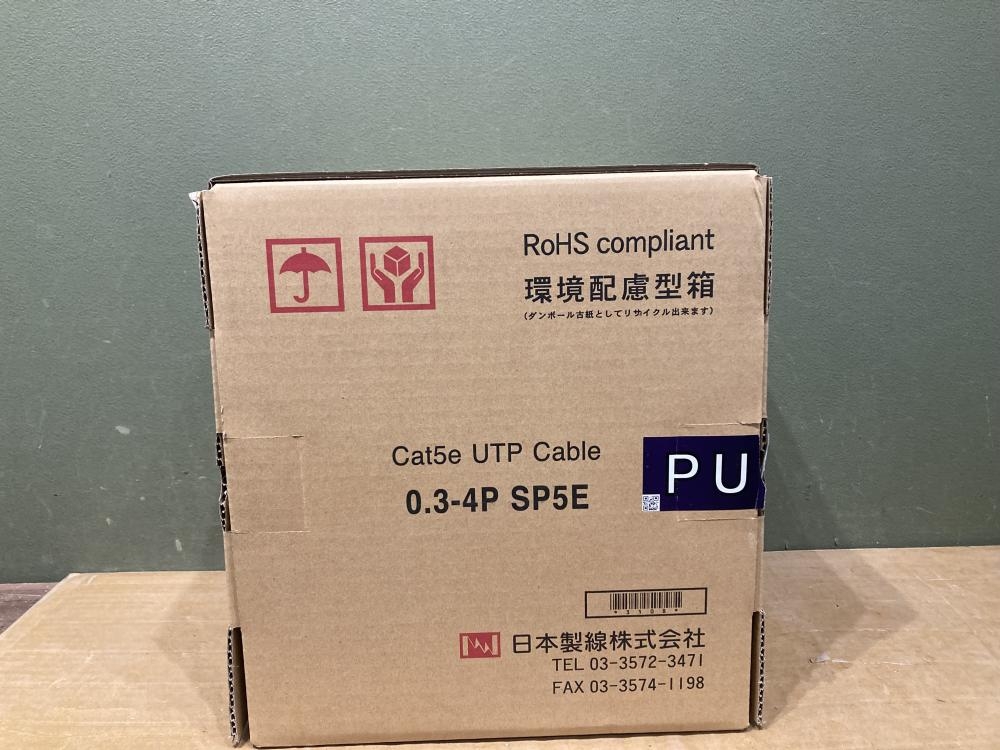 RoHS compliant
環境配慮型箱
(ダンボール古紙としてリサイクル出来ます)
Cat5e UTP Cable
0.3-4P SP5E
PU
*3108*
日本製線株式会社
TEL 03-3572-3471
FAX 03-3574-1198